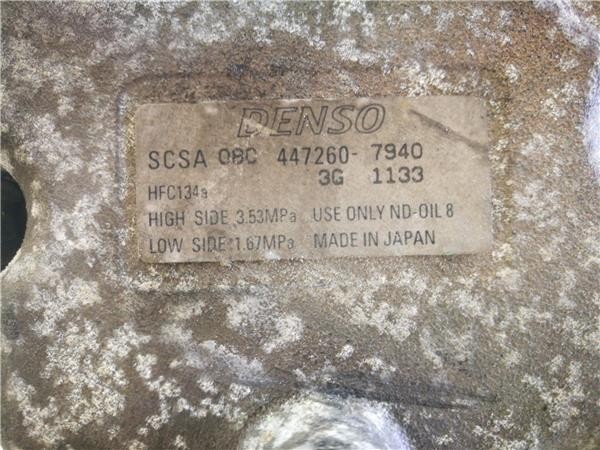 DENSO
SCSA 08C 447260-7940
3G 1133
HFC134a
HIGH SIDE 3.53MPa USE ONLY ND-OIL 8
LOW SIDE 1.67MPa MADE IN JAPAN